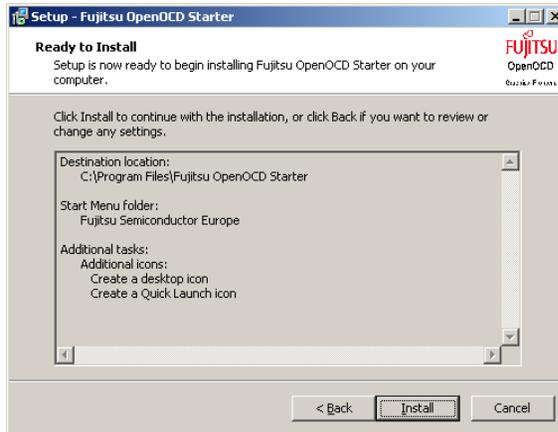 Setup - Fujitsu OpenOCD Starter
Ready to Install
Setup is now ready to begin installing Fujitsu OpenOCD Starter on your
computer.
FUJITSU
OpenOCD
Click Install to continue with the installation, or click Back if you want to review or
change any settings.
Destination location:
C:\Program Files\Fujitsu OpenOCD Starter
Start Menu folder:
Fujitsu Semiconductor Europe
Additional tasks:
Additional icons:
Create a desktop icon
Create a Quick Launch icon
< Back
Install
Cancel